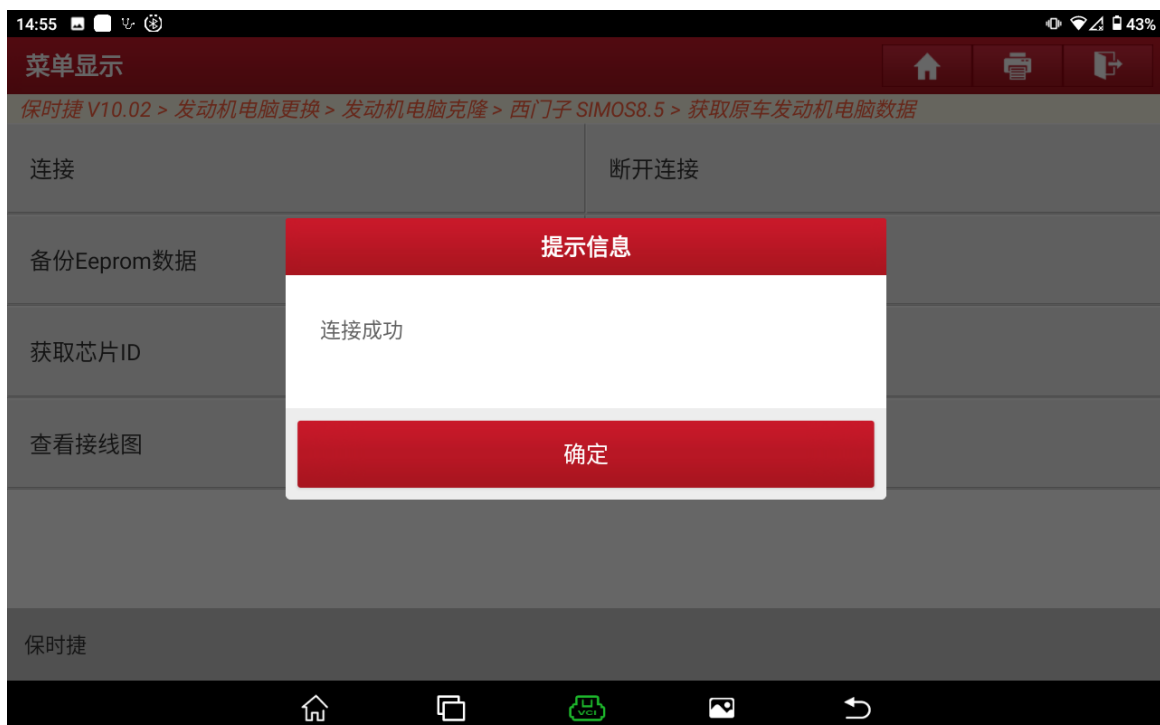 14:55 43%
菜单显示
保时捷 V10.02 > 发动机电脑更换 > 发动机电脑克隆 > 西门子 SIMOS8.5 > 获取原车发动机电脑数据
连接 断开连接
备份Eeprom数据
提示信息
连接成功
获取芯片ID
查看接线图
确定
保时捷
VCI